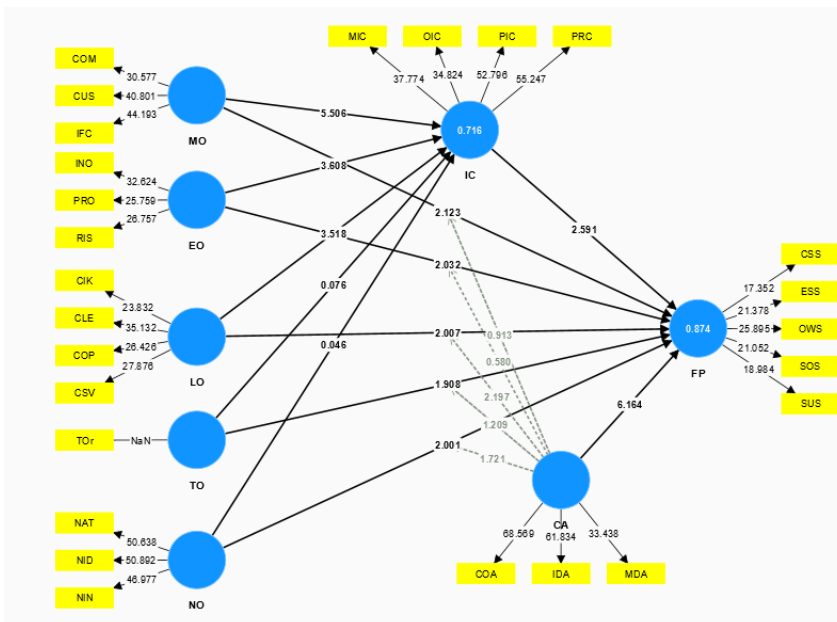 MIC OIC PIC PRC
37.774 34.824 52.796 55.247
0.716
IC
COM
CUS
IFC
30.577
40.801
44.193
MO
INO
PRO
RIS
32.624
25.759
26.757
EO
CIK
CLE
COP
CSV
23.832
35.132
26.426
27.876
LO
TOr
NaN
TO
NAT
NID
NIN
50.638
50.892
46.977
NO
5.506
3.608
3.518
0.076
0.046
2.123
2.032
2.007
1.908
2.001
0.913
0.580
2.197
1.209
1.721
2.591
6.164
0.874
FP
17.352
21.378
25.895
21.052
18.984
CSS
ESS
OWS
SOS
SUS
CA
68.569 61.834 33.438
COA IDA MDA